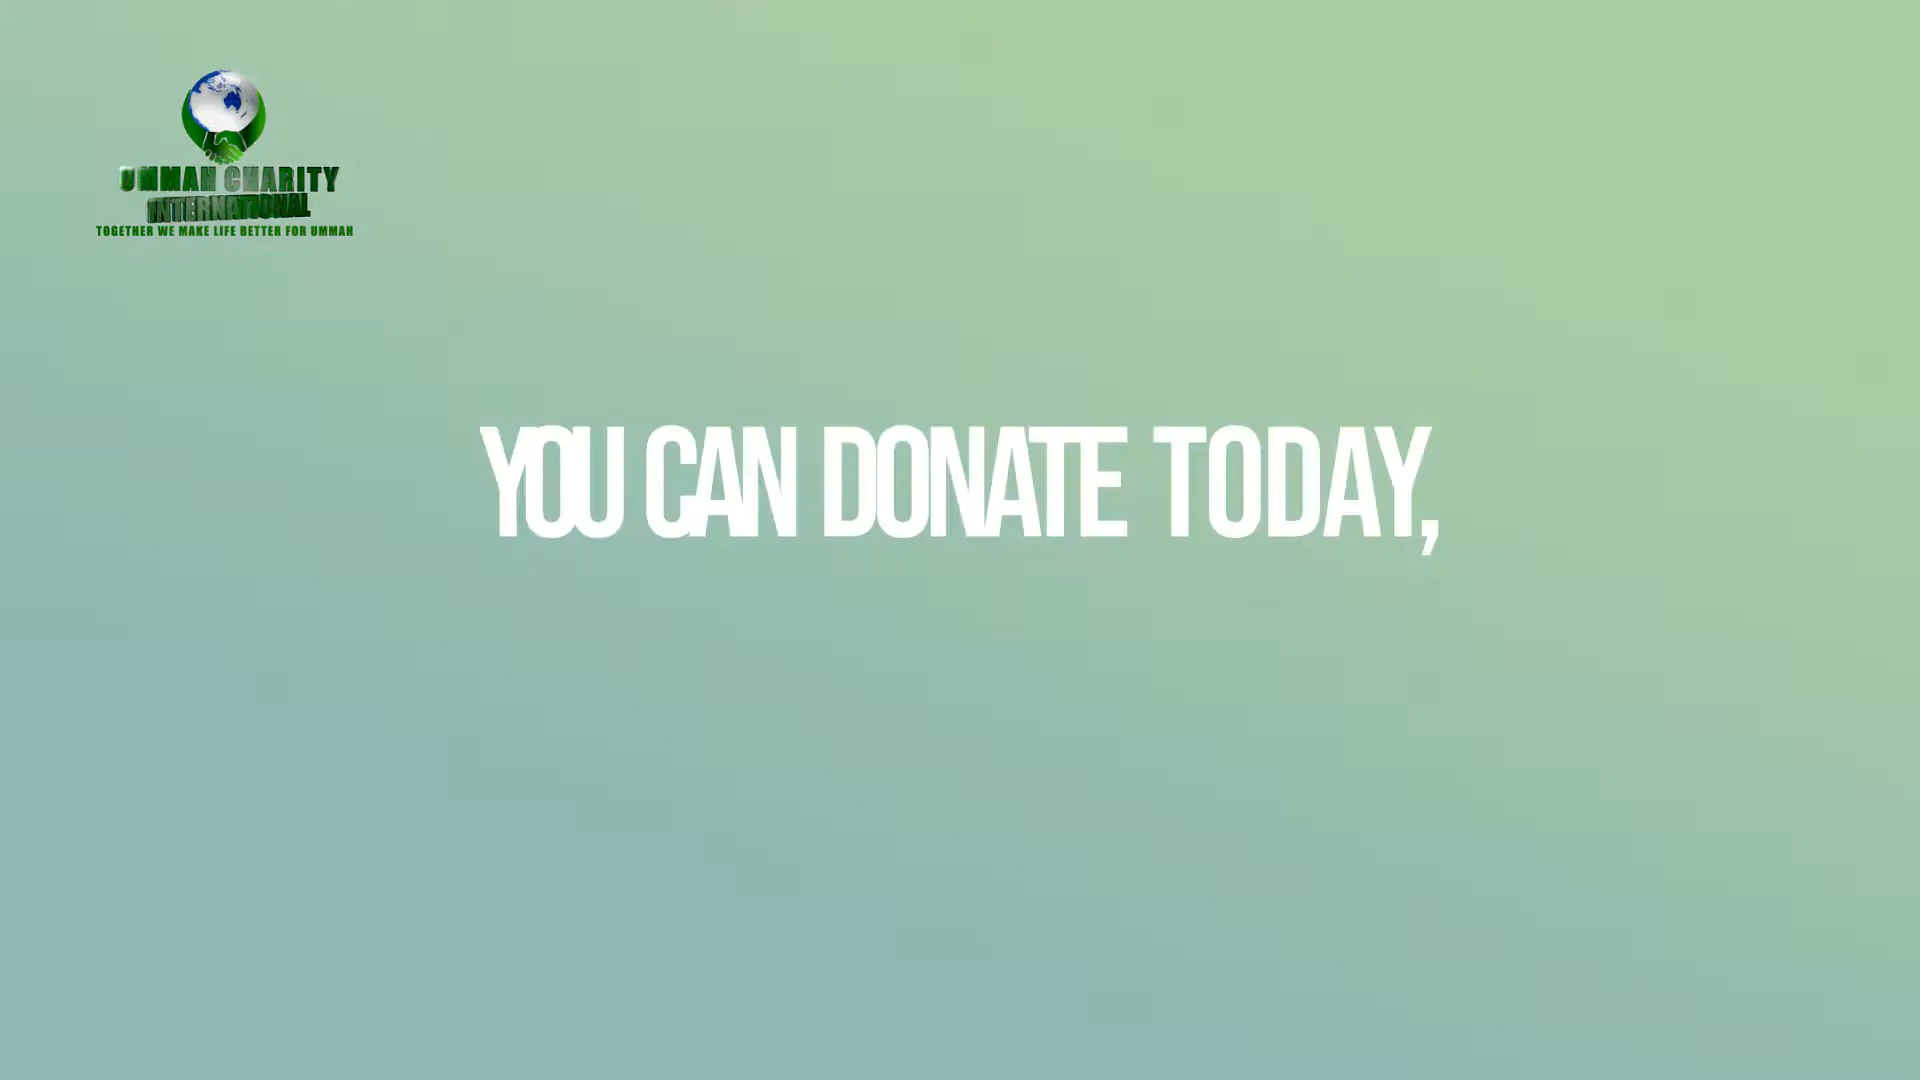 UMMAH CHARITY
INTERNATIONAL
TOGETHER WE MAKE LIFE BETTER FOR UMMAH
YOU CAN DONATE TODAY,